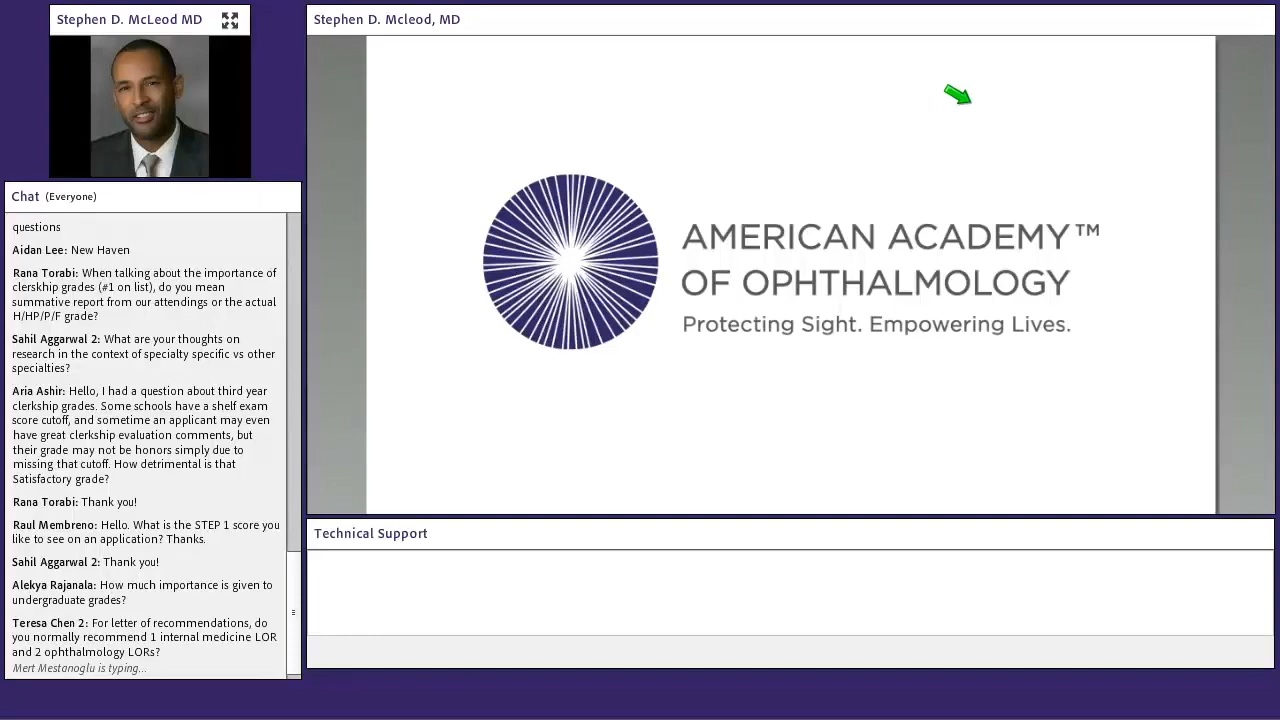 Stephen D. McLeod MD
Stephen D. Mcleod, MD
Chat (Everyone)
questions
Aidan Lee: New Haven
Rana Torabi: When talking about the importance of
clerskhip grades (#1 on list), do you mean
summative report from our attendings or the actual
H/HP/P/F grade?
Sahil Aggarwal 2: What are your thoughts on
research in the context of specialty specific vs other
specialties?
Aria Ashir: Hello, I had a question about third year
clerkship grades. Some schools have a shelf exam
score cutoff, and sometime an applicant may even
have great clerkship evaluation comments, but
their grade may not be honors simply due to
missing that cutoff. How detrimental is that
Satisfactory grade?
Rana Torabi: Thank you!
Raul Membreno: Hello. What is the STEP 1 score you
like to see on an application? Thanks.
Sahil Aggarwal 2: Thank you!
Alekya Rajanala: How much importance is given to
undergraduate grades?
Teresa Chen 2: For letter of recommendations, do
you normally recommend 1 internal medicine LOR
and 2 ophthalmology LORs?
Mert Mestanoglu is typing...
AMERICAN ACADEMY™
OF OPHTHALMOLOGY
Protecting Sight. Empowering Lives.
Technical Support